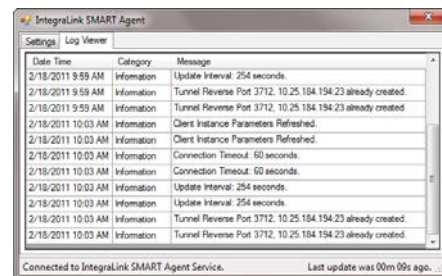 IntegraLink SMART Agent
Settings Log Viewer
Date Time Category Message
2/18/2011 9:59 AM Information Update Interval: 254 seconds.
2/18/2011 9:59 AM Information Tunnel Reverse Port 3712, 10.25.184.194:23 already created.
2/18/2011 9:59 AM Information Tunnel Reverse Port 3712, 10.25.184.194:23 already created.
2/18/2011 10:03 AM Information Client Instance Parameters Refreshed.
2/18/2011 10:03 AM Information Client Instance Parameters Refreshed.
2/18/2011 10:03 AM Information Connection Timeout: 60 seconds.
2/18/2011 10:03 AM Information Connection Timeout: 60 seconds.
2/18/2011 10:03 AM Information Update Interval: 254 seconds.
2/18/2011 10:03 AM Information Update Interval: 254 seconds.
2/18/2011 10:03 AM Information Tunnel Reverse Port 3712, 10.25.184.194:23 already created.
2/18/2011 10:03 AM Information Tunnel Reverse Port 3712, 10.25.184.194:23 already created.
Connected to IntegraLink SMART Agent Service. Last update was 00m 09s ago.